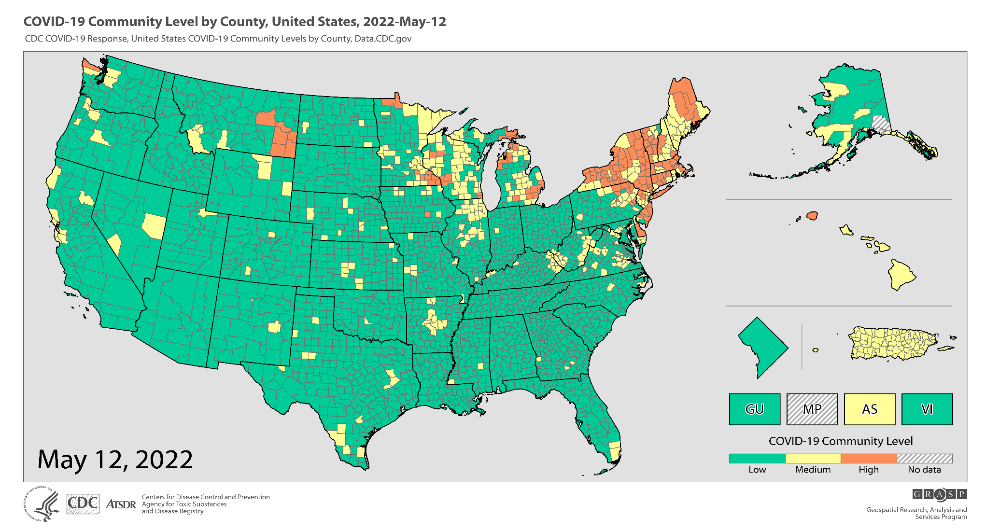 COVID-19 Community Level by County, United States, 2022-May-12
CDC COVID-19 Response, United States COVID-19 Community Levels by County, Data.CDC.gov
GU
MP
AS
VI
COVID-19 Community Level
Low
Medium
High
No data
May 12, 2022
CDC
ATSDR
Centers for Disease Control and Prevention
Agency for Toxic Substances
and Disease Registry
GRASP
Geospatial Research, Analysis and
Services Program